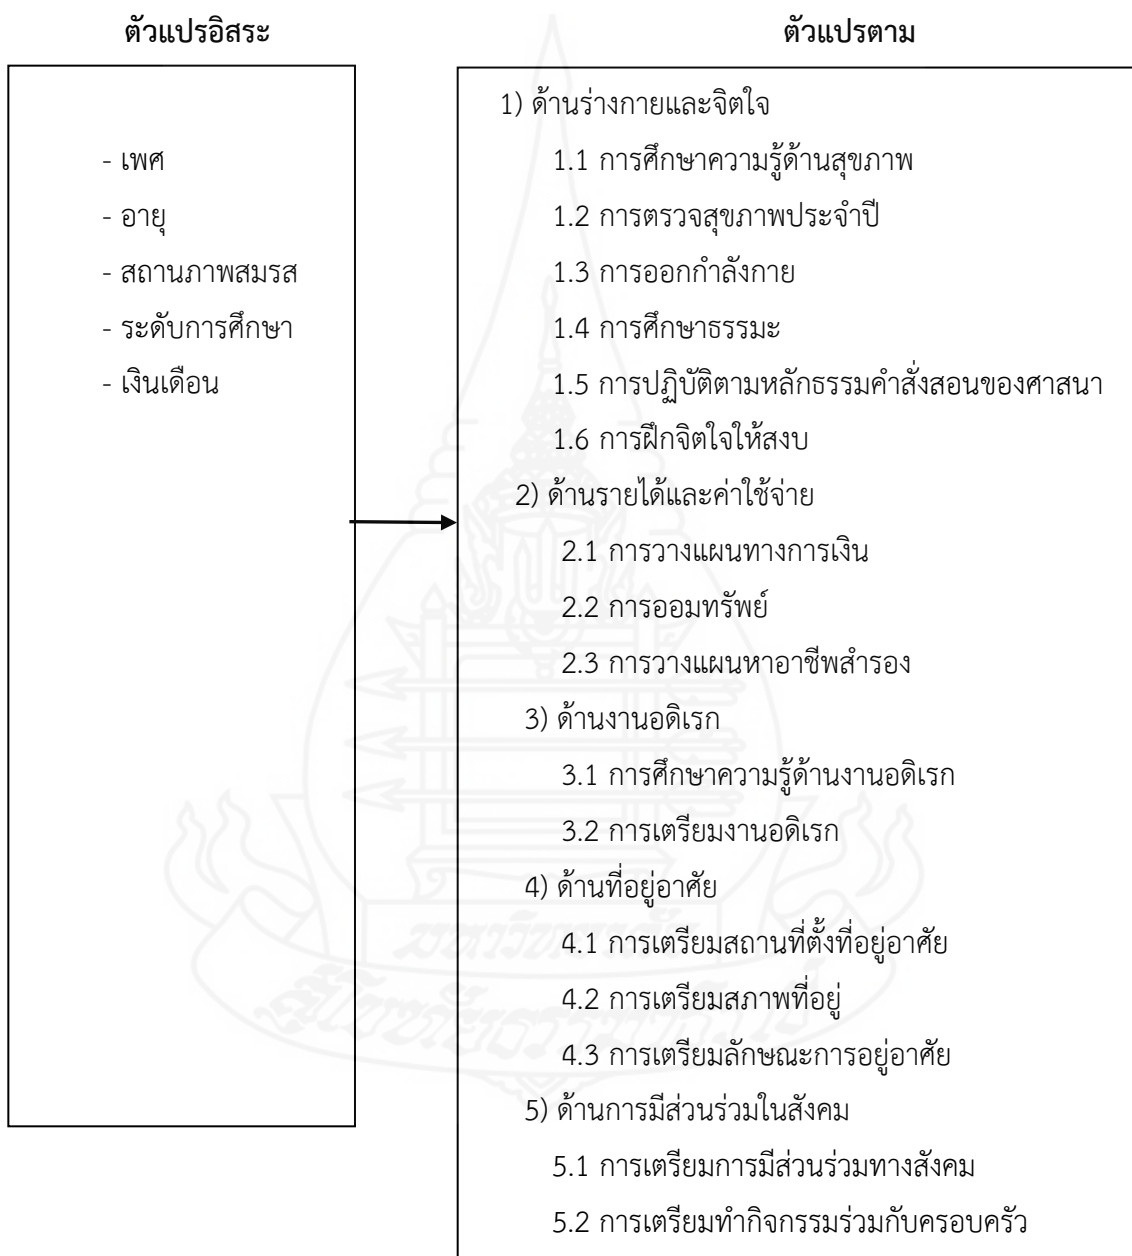 ตัวแปรอิสระ
ตัวแปรตาม
- เพศ
- อายุ
- สถานภาพสมรส
- ระดับการศึกษา
- เงินเดือน
1) ด้านร่างกายและจิตใจ
1.1 การศึกษาความรู้ด้านสุขภาพ
1.2 การตรวจสุขภาพประจำปี
1.3 การออกกำลังกาย
1.4 การศึกษาธรรมะ
1.5 การปฏิบัติตามหลักธรรมคำสั่งสอนของศาสนา
1.6 การฝึกจิตใจให้สงบ
2) ด้านรายได้และค่าใช้จ่าย
2.1 การวางแผนทางการเงิน
2.2 การออมทรัพย์
2.3 การวางแผนหาอาชีพสำรอง
3) ด้านงานอดิเรก
3.1 การศึกษาความรู้ด้านงานอดิเรก
3.2 การเตรียมงานอดิเรก
4) ด้านที่อยู่อาศัย
4.1 การเตรียมสถานที่ตั้งที่อยู่อาศัย
4.2 การเตรียมสภาพที่อยู่
4.3 การเตรียมลักษณะการอยู่อาศัย
5) ด้านการมีส่วนร่วมในสังคม
5.1 การเตรียมการมีส่วนร่วมทางสังคม
5.2 การเตรียมทำกิจกรรมร่วมกับครอบครัว
มหาวิทยาลัย
สุโขทัยธรรมาธิราช